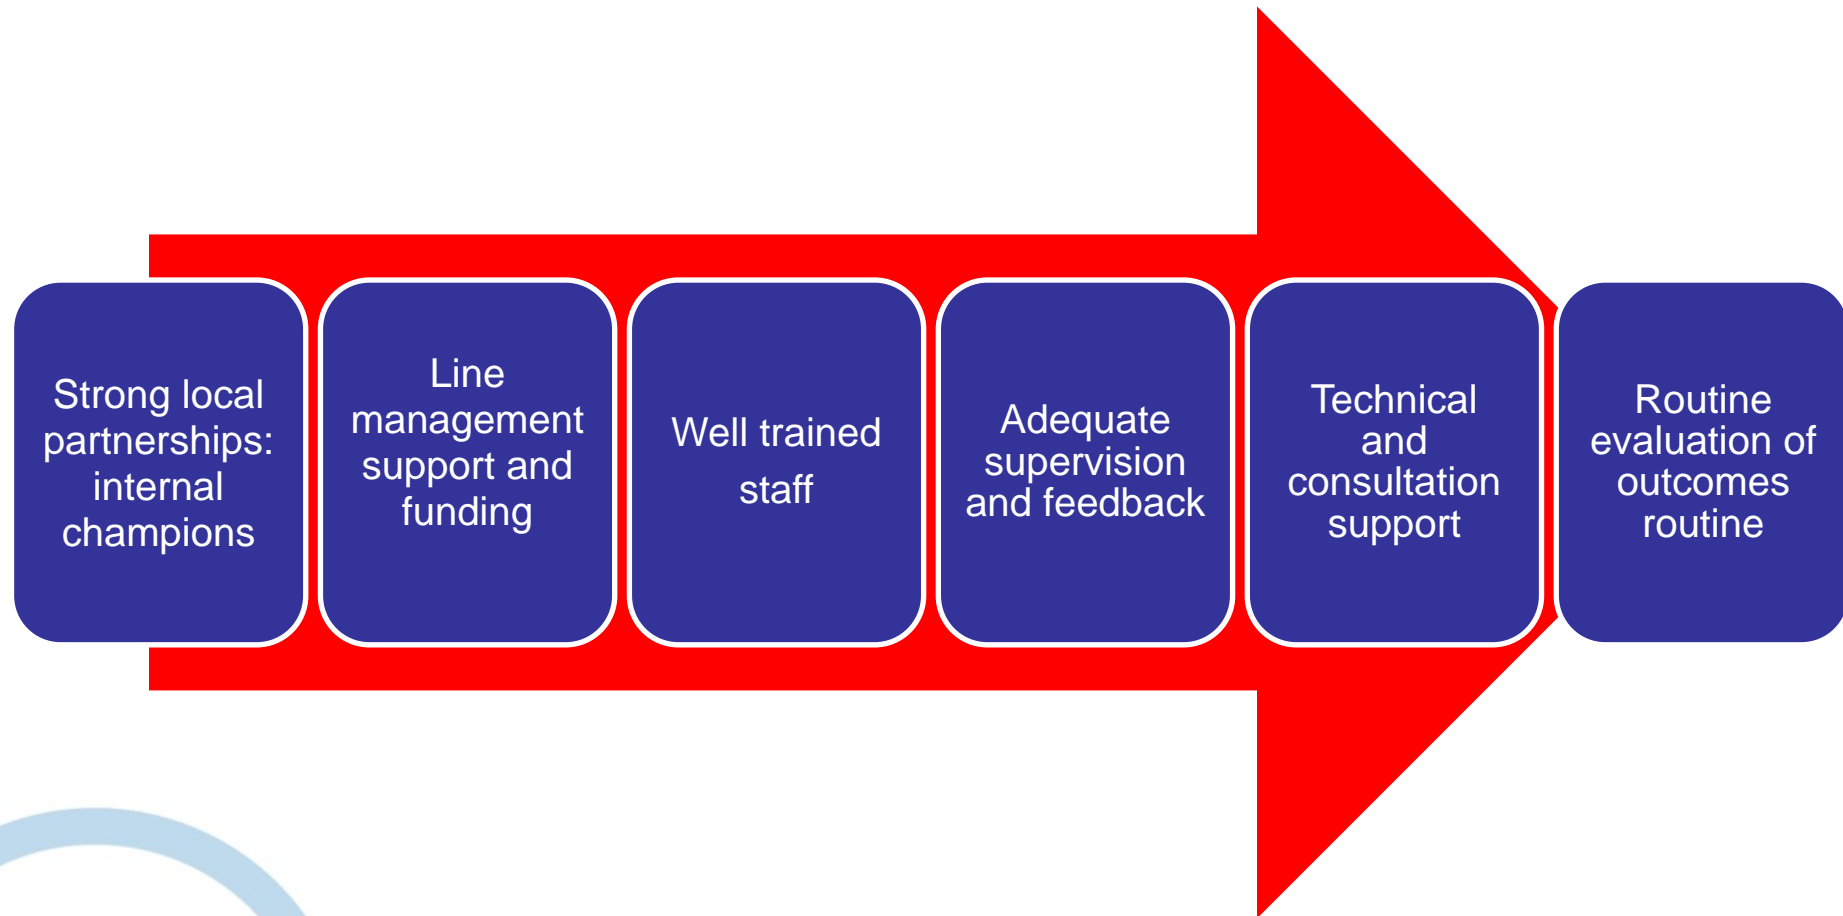 Strong local
partnerships:
internal
champions
Line
management
support and
funding
Well trained
staff
Adequate
supervision
and feedback
Technical
and
consultation
support
Routine
evaluation of
outcomes
routine